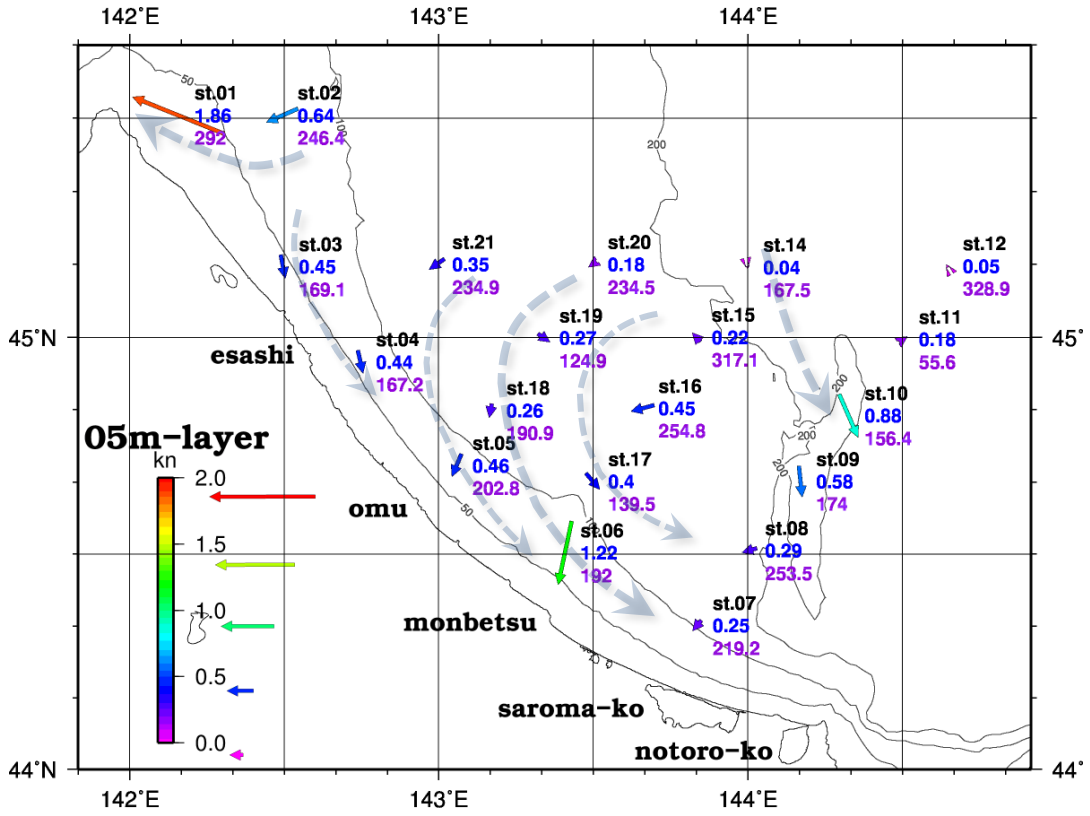 142˚E 143˚E 144˚E
50
st.01 st.02
1.86 0.64
292 246.4
100
200
st.03 st.21 st.20 st.14 st.12
0.45 0.35 0.18 0.04 0.05
169.1 234.9 234.5 167.5 328.9
st.19 st.15 st.11
45˚N 0.27 0.22 0.18 45˚N
124.9 317.1 55.6
esashi
st.04
0.44
167.2
st.18 st.16 st.10
0.26 0.45 0.88
190.9 254.8 156.4
200
200
200
05m-layer
kn
st.05 st.17 st.09
0.46 0.4 0.58
202.8 139.5 174
2.0
50
omu
st.06 st.08
1.22 0.29
192 253.5
1.5
monbetsu
st.07
0.25
219.2
1.0
0.5
saroma-ko
0.0
notoro-ko
44˚N 44˚
142˚E 143˚E 144˚E